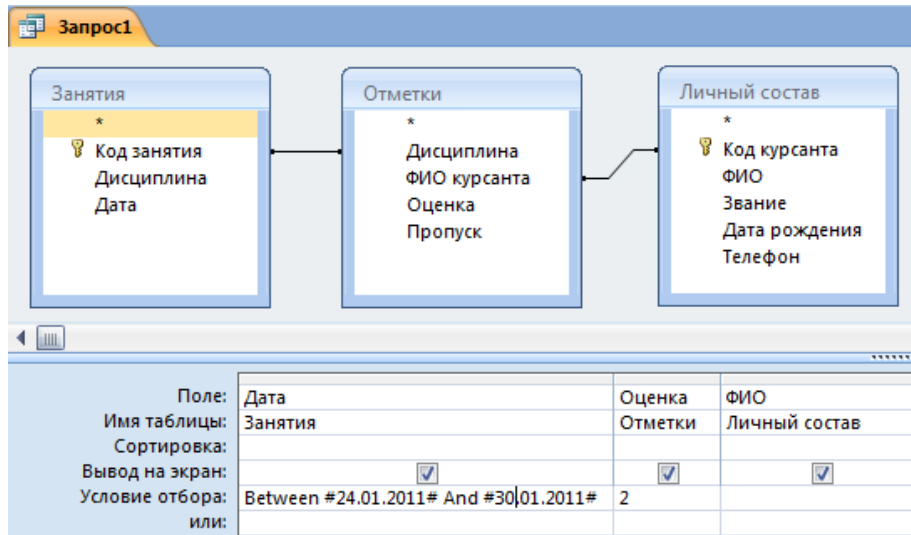 Запрос1
Занятия
*
Код занятия
Дисциплина
Дата
Отметки
*
Дисциплина
ФИО курсанта
Оценка
Пропуск
Личный состав
*
Код курсанта
ФИО
Звание
Дата рождения
Телефон
Поле: Дата Оценка ФИО
Имя таблицы: Занятия Отметки Личный состав
Сортировка:
Вывод на экран:
Условие отбора: Between #24.01.2011# And #30.01.2011# 2
или: